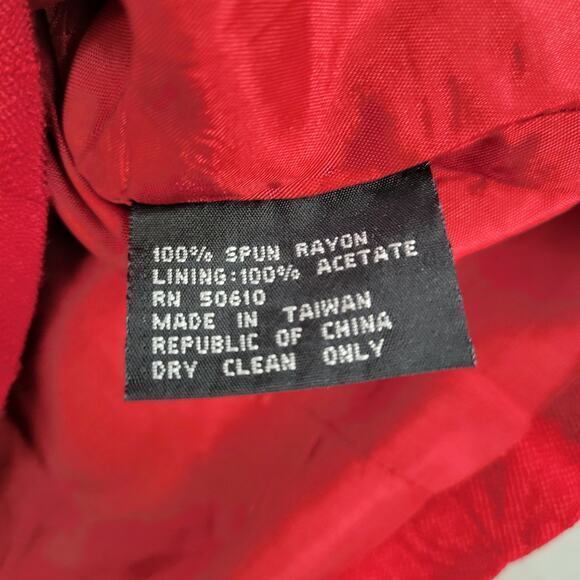 100% SPUN RAYON
LINING:100% ACETATE
RN 50610
MADE IN TAIWAN
REPUBLIC OF CHINA
DRY CLEAN ONLY